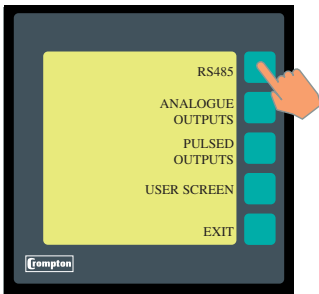 RS485
ANALOGUE
OUTPUTS
PULSED
OUTPUTS
USER SCREEN
EXIT
Crompton